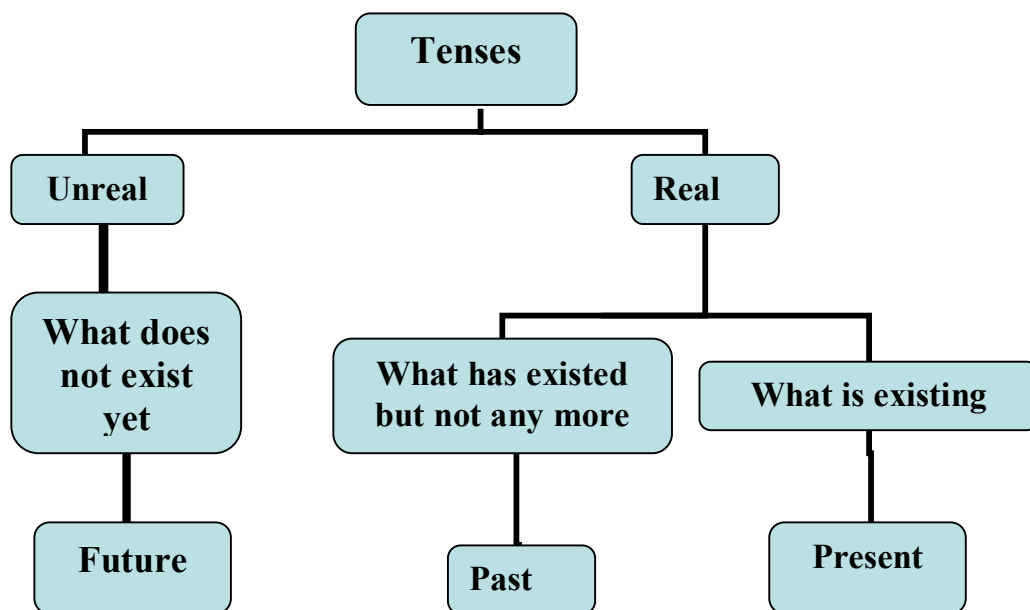 Tenses
Unreal
Real
What does
not exist
yet
What has existed
but not any more
What is existing
Future
Past
Present